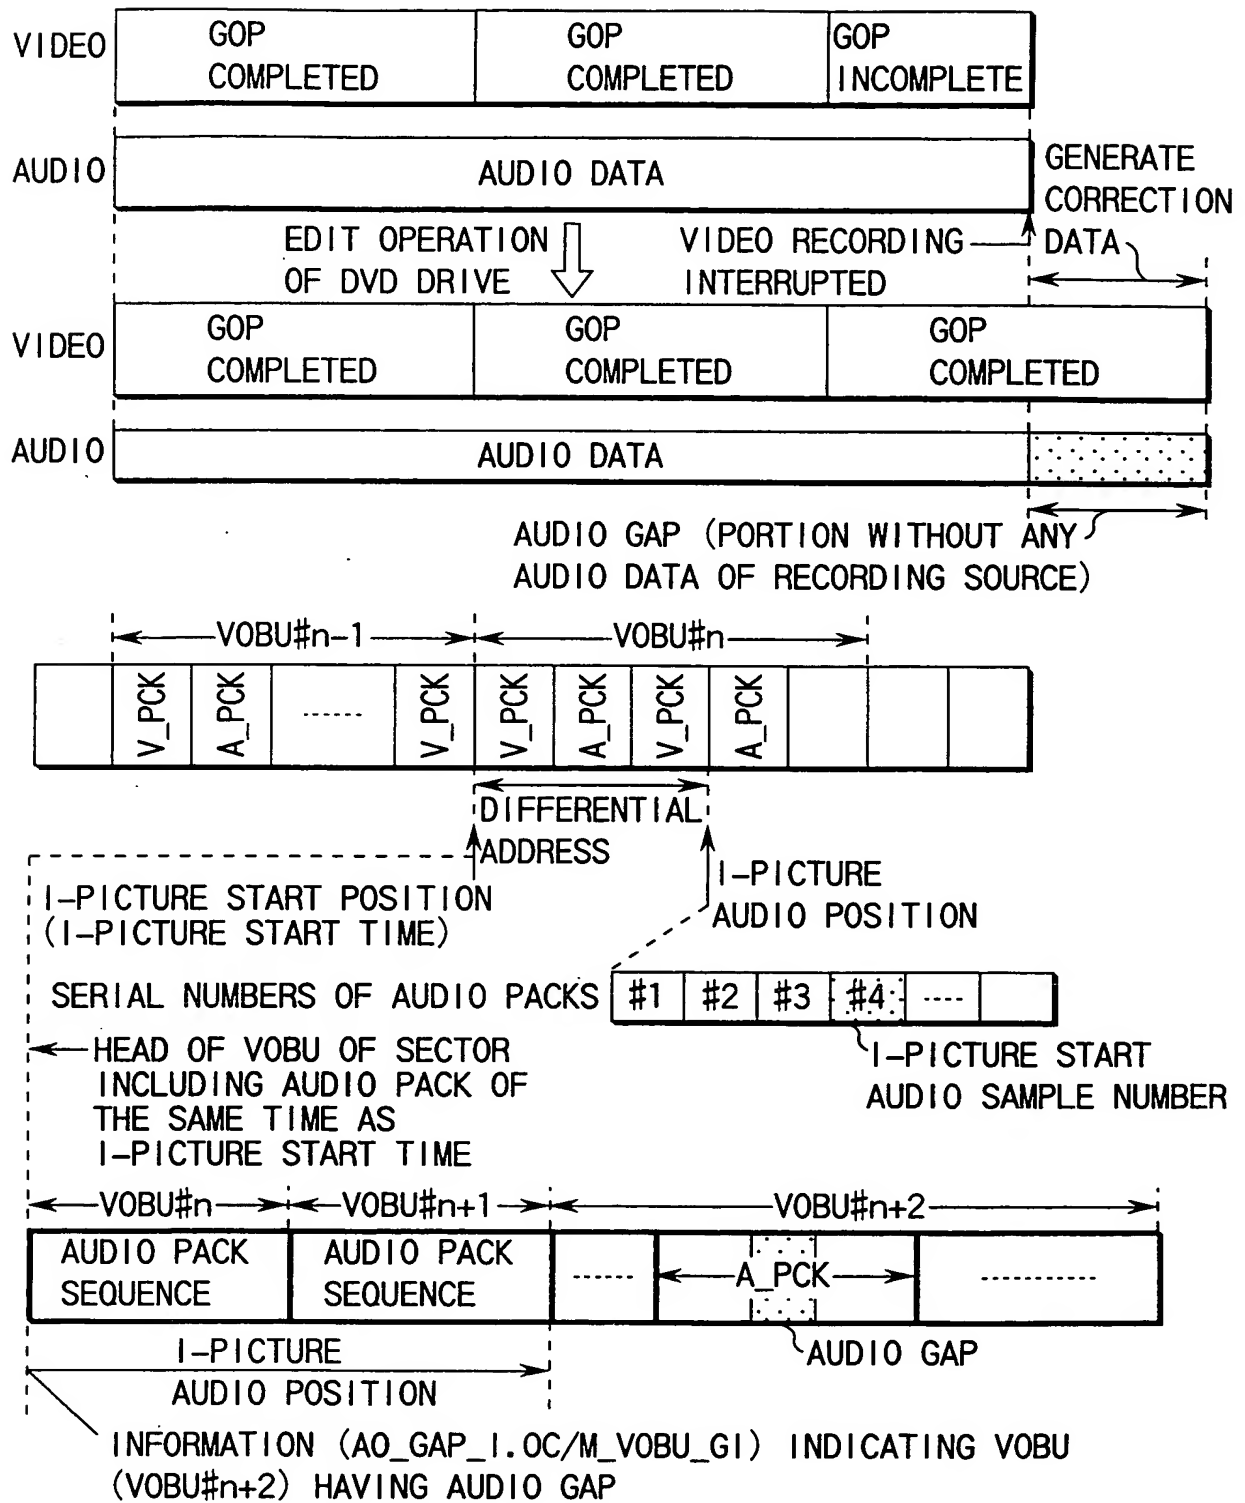 VIDEO
GOP COMPLETED
GOP COMPLETED
GOP INCOMPLETE
AUDIO
AUDIO DATA
GENERATE
CORRECTION
DATA
EDIT OPERATION
OF DVD DRIVE
VIDEO RECORDING
INTERRUPTED
VIDEO
GOP COMPLETED
GOP COMPLETED
GOP COMPLETED
AUDIO
AUDIO DATA
AUDIO GAP (PORTION WITHOUT ANY
AUDIO DATA OF RECORDING SOURCE)
VOBU#n-1
VOBU#n
V_PCK
A_PCK
------
V_PCK
V_PCK
A_PCK
V_PCK
A_PCK
DIFFERENTIAL
ADDRESS
I-PICTURE START POSITION
(I-PICTURE START TIME)
I-PICTURE
AUDIO POSITION
SERIAL NUMBERS OF AUDIO PACKS
#1 #2 #3 #4 ----
I-PICTURE START
AUDIO SAMPLE NUMBER
HEAD OF VOBU OF SECTOR
INCLUDING AUDIO PACK OF
THE SAME TIME AS
I-PICTURE START TIME
VOBU#n
VOBU#n+1
VOBU#n+2
AUDIO PACK
SEQUENCE
AUDIO PACK
SEQUENCE
------
A_PCK
-----------
AUDIO GAP
I-PICTURE
AUDIO POSITION
INFORMATION (A0_GAP_I.OC/M_VOBU_GI) INDICATING VOBU
(VOBU#n+2) HAVING AUDIO GAP